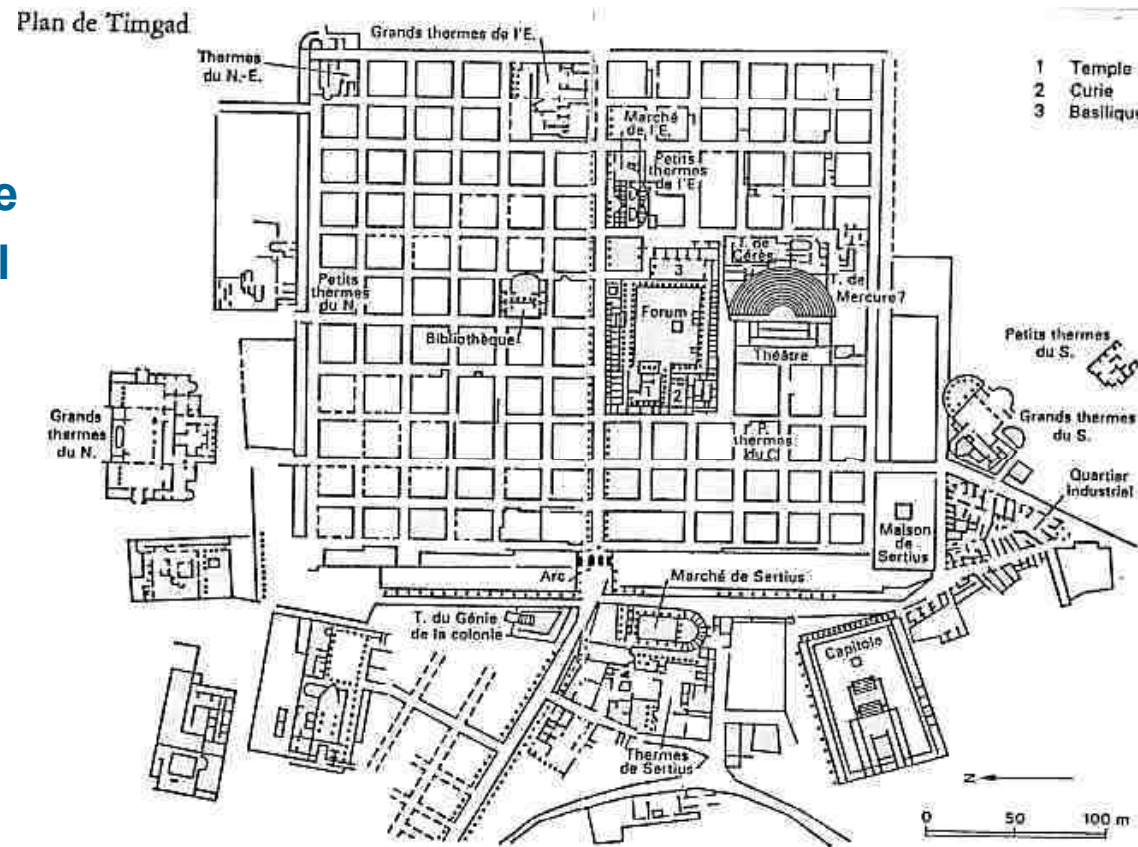 Plan de Timgad
Grands thermes de l'E.
Thermes
du N.-E.
1 Temple
2 Curie
3 Basilique
Marché
de l'E.
Petits
thermes
de l'E.
e
l
T. de
Cérès
3
T. de
Mercure?
Petits
thermes
du N.
Forum
Bibliothèque
Théâtre
Petits thermes
du S.
1
2
Grands
thermes
du N.
P.
thermes
du C.
Grands thermes
du S.
Quartier
industriel
Maison
de
Sertius
Arc
Marché de Sertius
T. du Génie
de la colonie
Capitole
Thermes
de Sertius
N
0 50 100 m